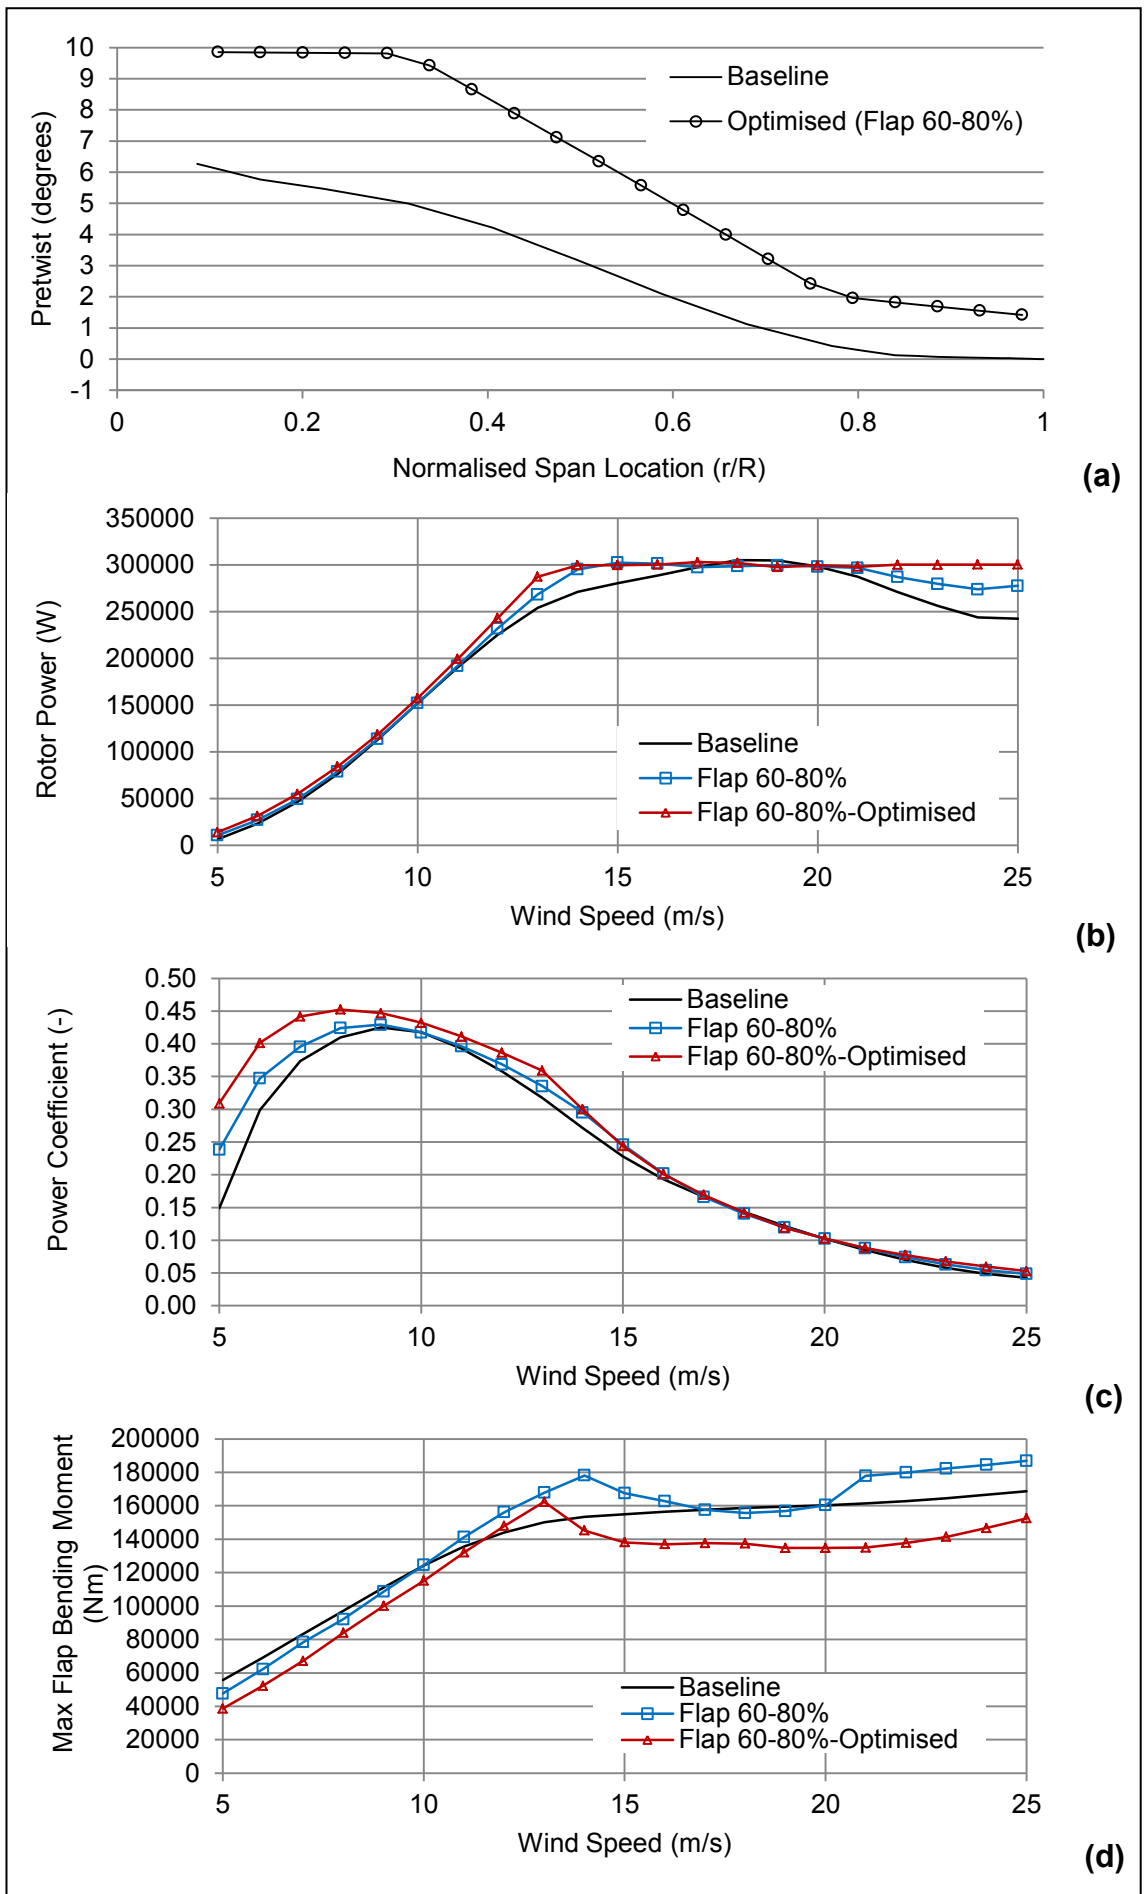 10
9
8
7
6
5
4
3
2
1
0
-1
Pretwist (degrees)
Baseline
Optimised (Flap 60-80%)
0 0.2 0.4 0.6 0.8 1
Normalised Span Location (r/R)
(a)
350000
300000
250000
200000
150000
100000
50000
0
Rotor Power (W)
Baseline
Flap 60-80%
Flap 60-80%-Optimised
5 10 15 20 25
Wind Speed (m/s)
(b)
0.50
0.45
0.40
0.35
0.30
0.25
0.20
0.15
0.10
0.05
0.00
Power Coefficient (-)
Baseline
Flap 60-80%
Flap 60-80%-Optimised
5 10 15 20 25
Wind Speed (m/s)
(c)
200000
180000
160000
140000
120000
100000
80000
60000
40000
20000
0
Max Flap Bending Moment
(Nm)
Baseline
Flap 60-80%
Flap 60-80%-Optimised
5 10 15 20 25
Wind Speed (m/s)
(d)